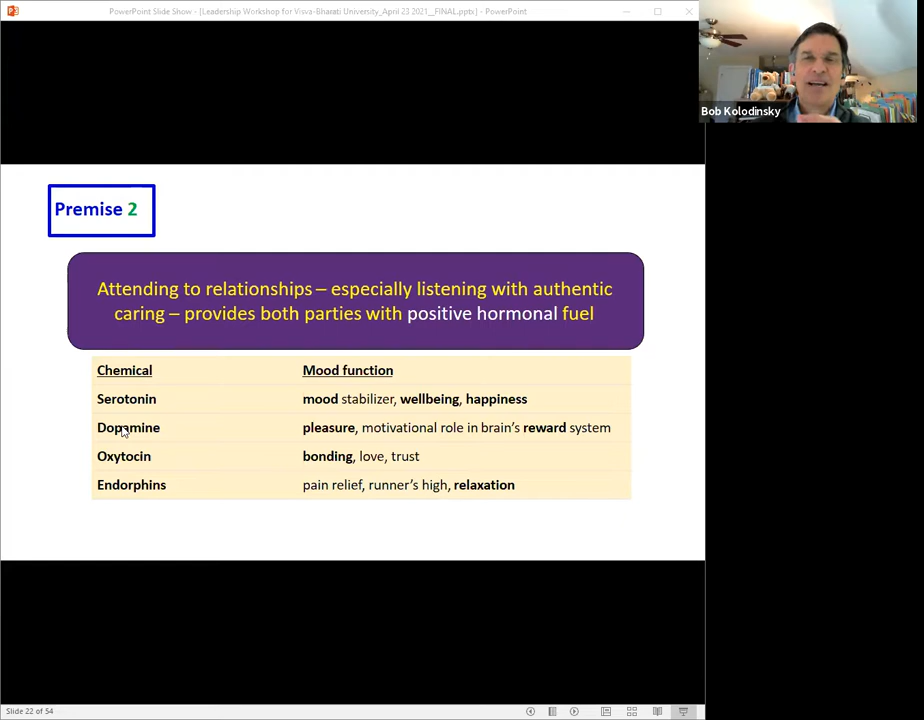 PowerPoint Slide Show - [Leadership Workshop for Visva-Bharati University_April 23 2021__FINAL.pptx] - PowerPoint
Bob Kolodinsky
Premise 2
Attending to relationships – especially listening with authentic
caring – provides both parties with positive hormonal fuel
Chemical Mood function
Serotonin mood stabilizer, wellbeing, happiness
Dopamine pleasure, motivational role in brain's reward system
Oxytocin bonding, love, trust
Endorphins pain relief, runner's high, relaxation
Slide 22 of 54